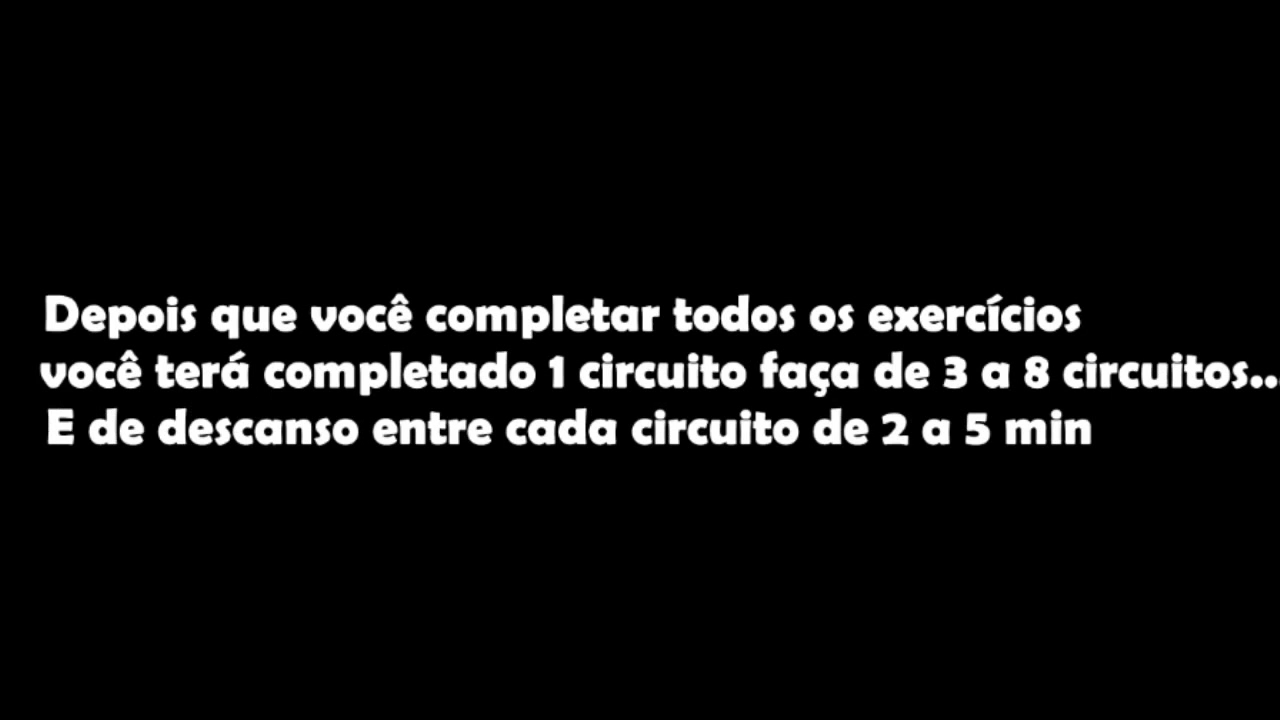 Depois que você completar todos os exercícios
você terá completado 1 circuito faça de 3 a 8 circuitos..
E de descanso entre cada circuito de 2 a 5 min